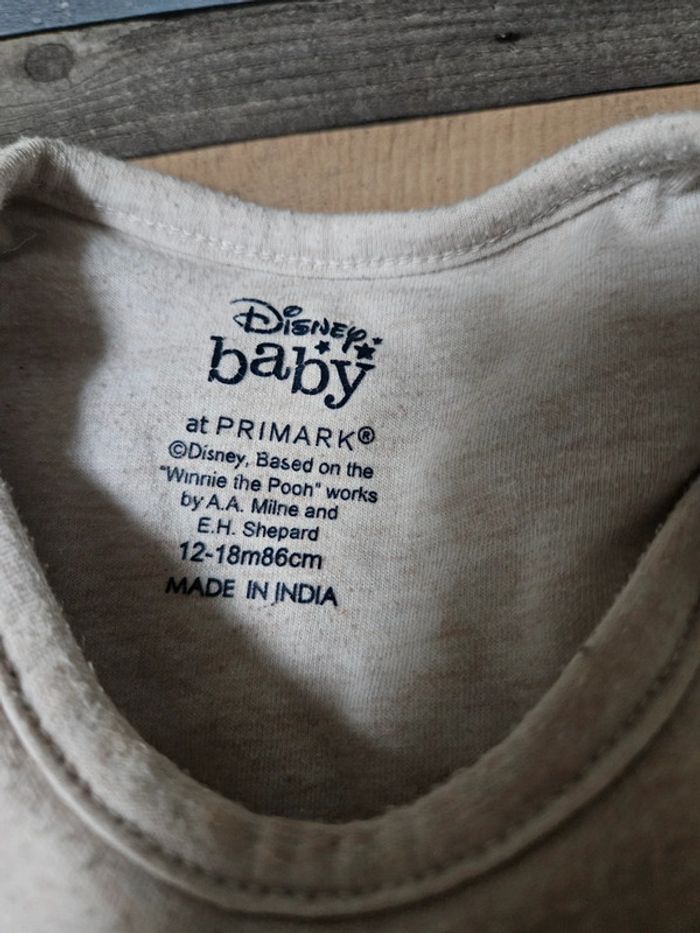 Disney
baby
at PRIMARK®
©Disney, Based on the
"Winnie the Pooh" works
by A.A. Milne and
E.H. Shepard
12-18m86cm
MADE IN INDIA